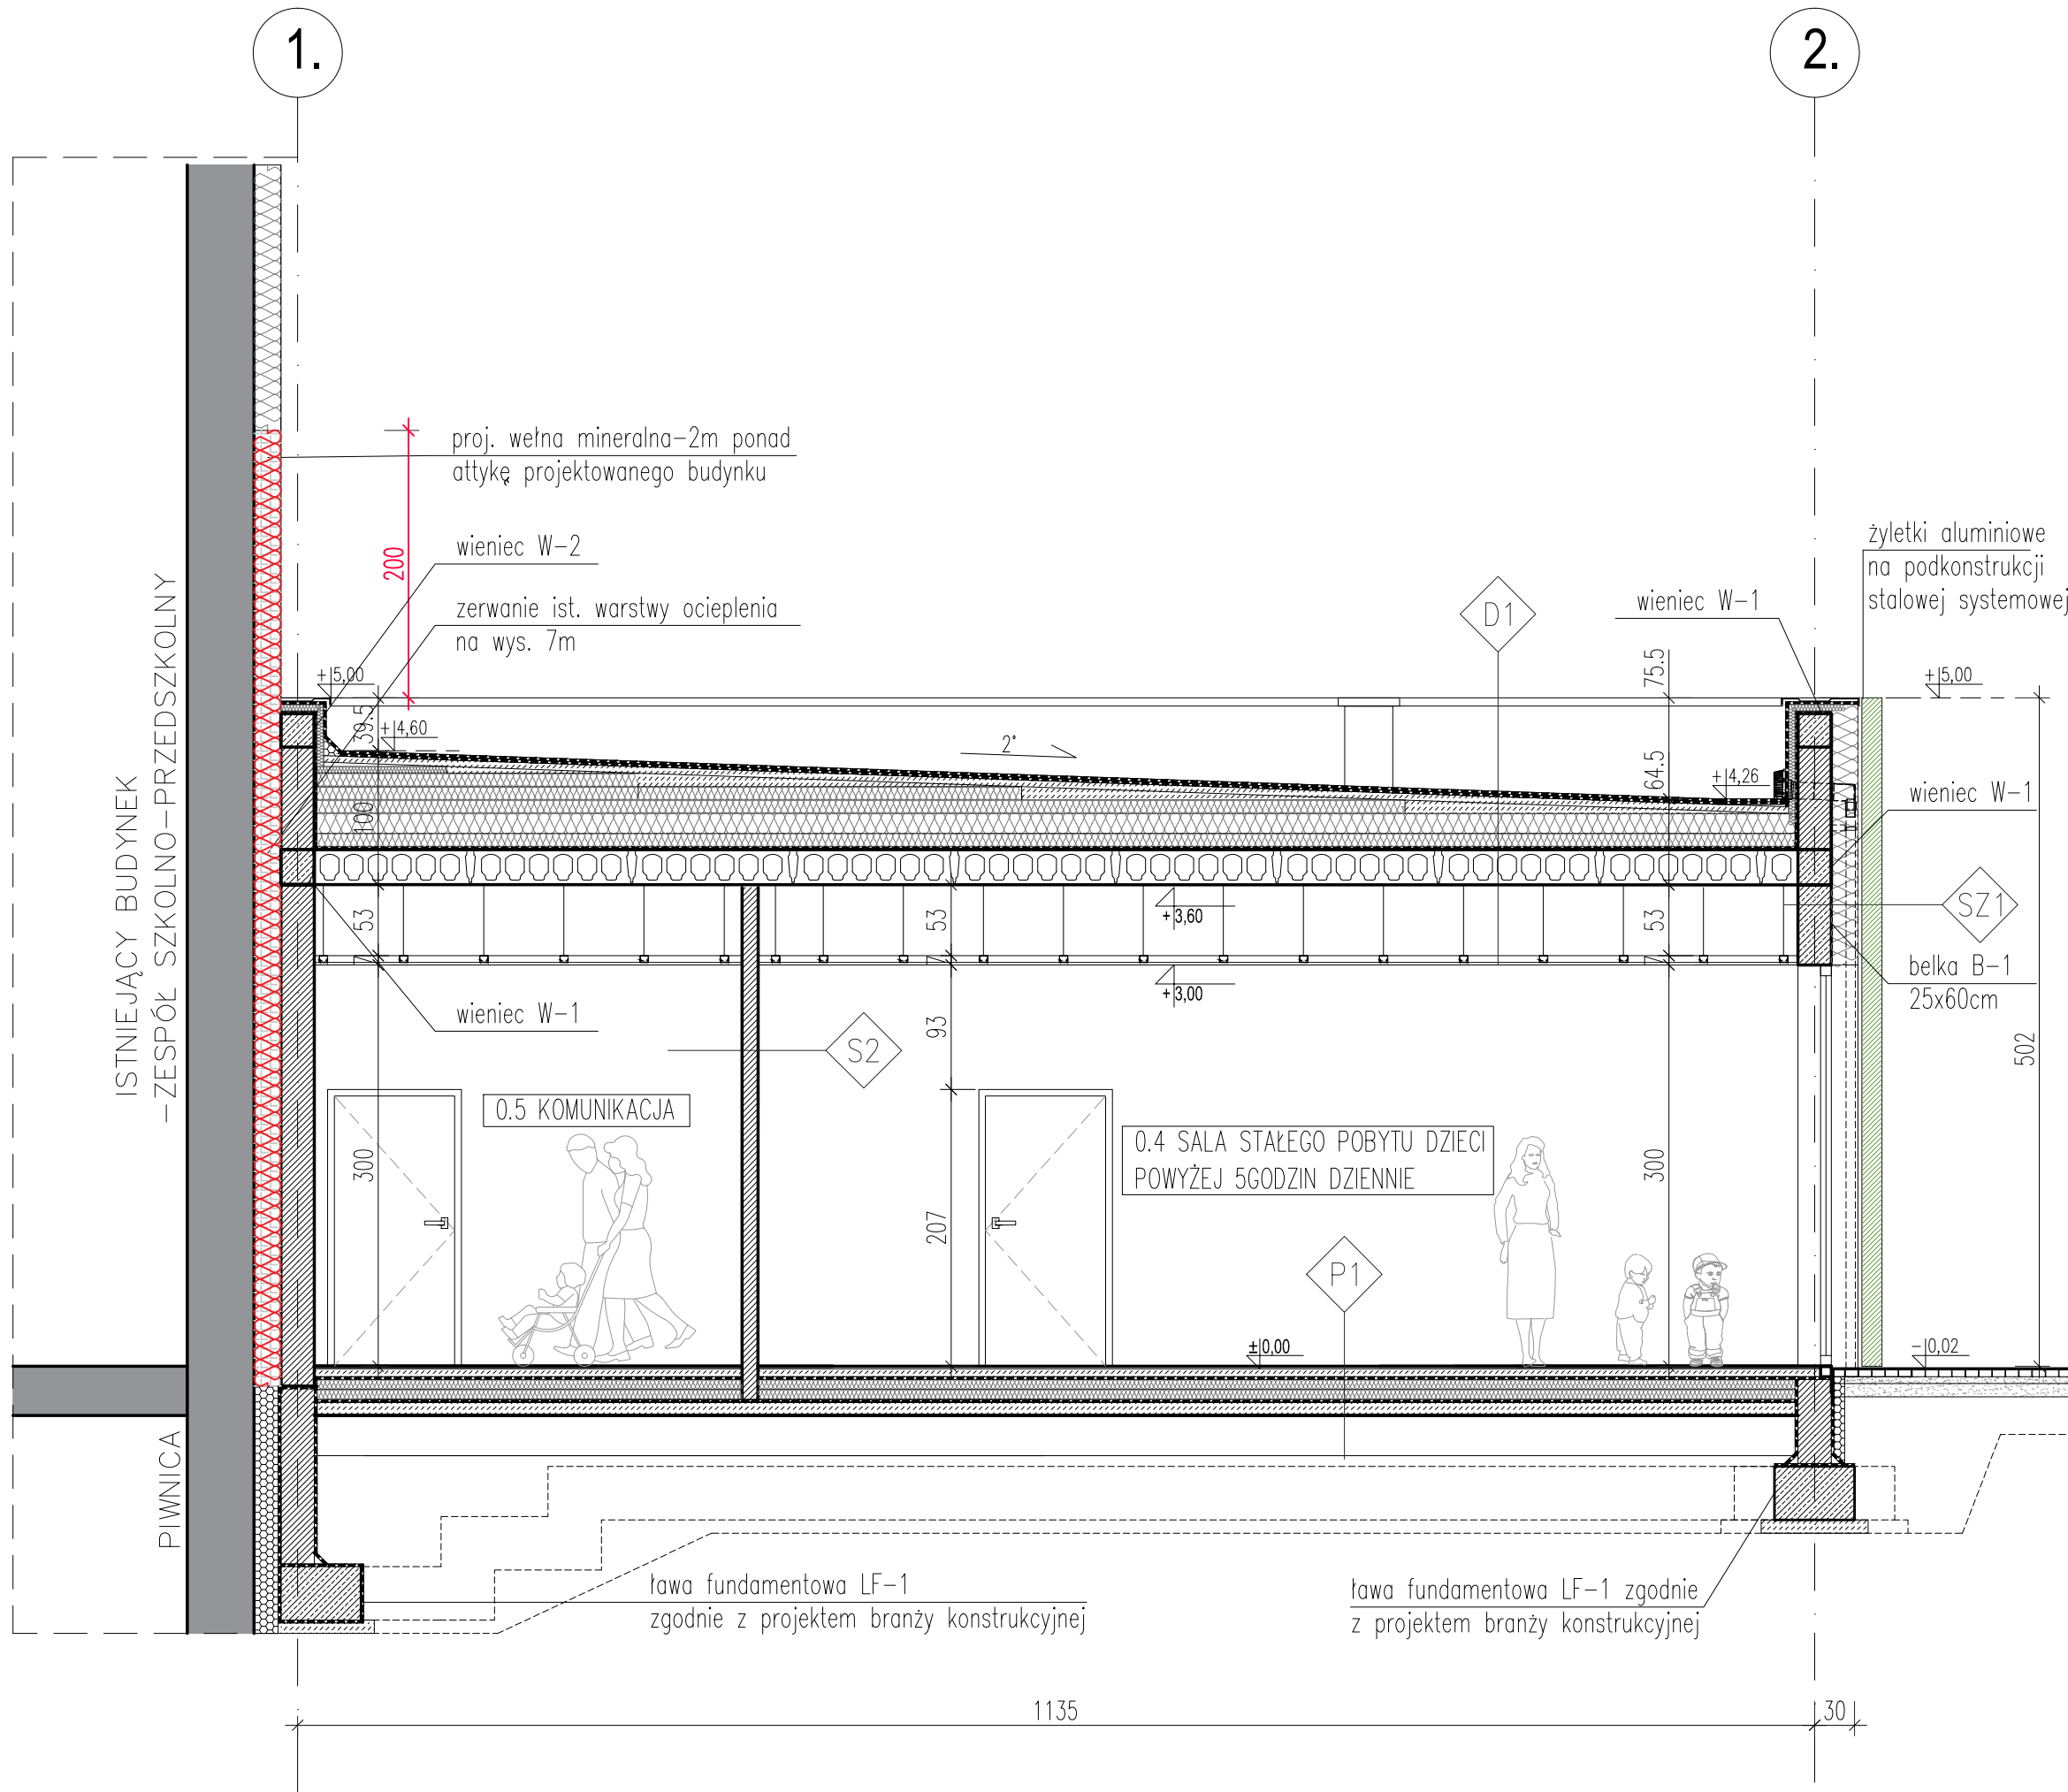 1.
2.
proj. wełna mineralna-2m ponad
attykę projektowanego budynku
200
wieniec W-2
zerwanie ist. warstwy ocieplenia
na wys. 7m
żyletki aluminiowe
na podkonstrukcji
stalowej systemowej
wieniec W-1
D1
+5,00
39.5
+4,60
2°
75.5
64.5
+4,26
+5,00
wieniec W-1
100
ISTNIEJĄCY BUDYNEK
-ZESPÓŁ SZKOLNO-PRZEDSZKOLNY
53
7
53
7
+3,60
+3,00
53
7
SZ1
belka B-1
25x60cm
wieniec W-1
S2
93
502
0.5 KOMUNIKACJA
300
207
0.4 SALA STAŁEGO POBYTU DZIECI
POWYŻEJ 5GODZIN DZIENNIE
300
P1
±0,00
-0,02
PIWNICA
ława fundamentowa LF-1
zgodnie z projektem branży konstrukcyjnej
ława fundamentowa LF-1 zgodnie
z projektem branży konstrukcyjnej
1135
30